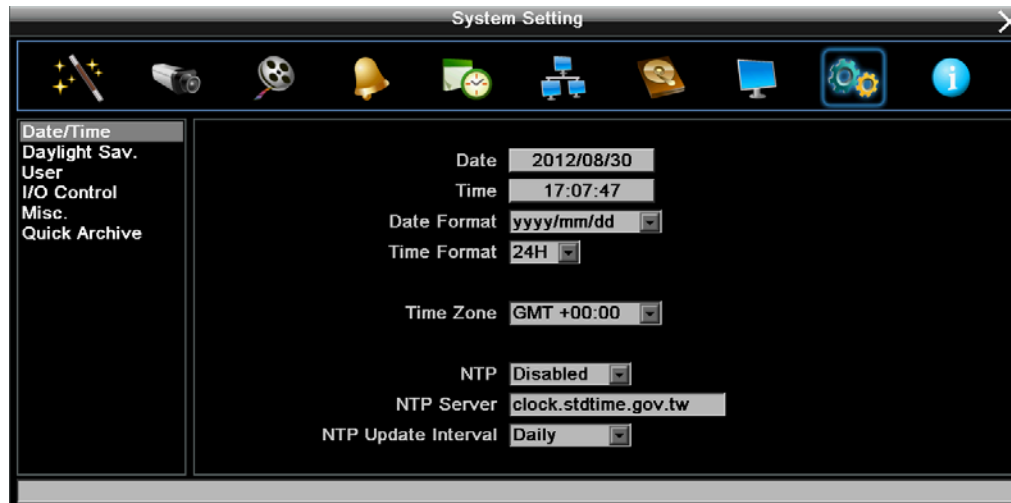 System Setting
Date/Time
Daylight Sav.
User
I/O Control
Misc.
Quick Archive
Date 2012/08/30
Time 17:07:47
Date Format yyyy/mm/dd
Time Format 24H
Time Zone GMT +00:00
NTP Disabled
NTP Server clock.stdtime.gov.tw
NTP Update Interval Daily